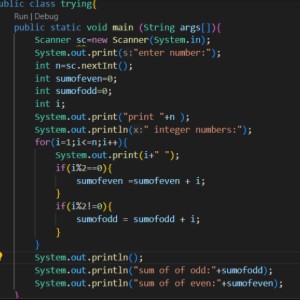 public class trying{
Run | Debug
public static void main (String args[]){
Scanner sc=new Scanner(System.in);
System.out.print(s:"enter number:");
int n=sc.nextInt();
int sumofeven=0;
int sumofodd=0;
int i;
System.out.print("print "+n );
System.out.println(x:" integer numbers:");
for(i=1;i<=n;i++){
System.out.print(i+" ");
if(i%2==0){
sumofeven =sumofeven + i;
}
if(i%2!=0){
sumofodd = sumofodd + i;
}
}
System.out.println();
System.out.println("sum of of odd:"+sumofodd);
System.out.println("sum of of even:"+sumofeven);